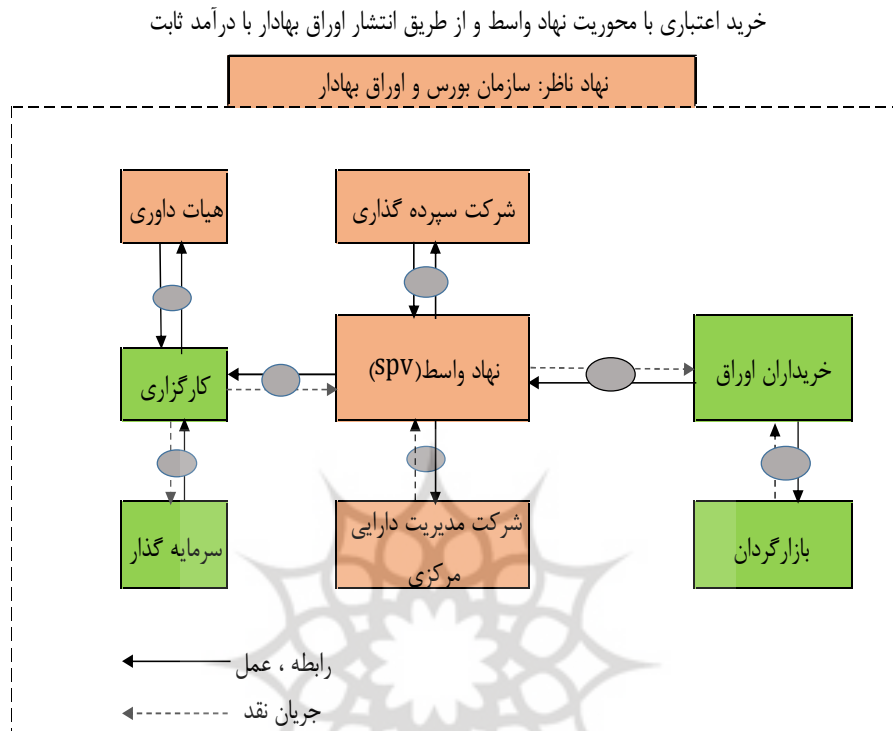 خرید اعتباری با محوریت نهاد واسط و از طریق انتشار اوراق بهادار با درآمد ثابت
نهاد ناظر: سازمان بورس و اوراق بهادار
شرکت سپرده گذاری
هیات داوری
خریداران اوراق
نهاد واسط(spv)
کارگزاری
بازارگردان
شرکت مدیریت دارایی
مرکزی
سرمایه گذار
رابطه ، عمل
جریان نقد